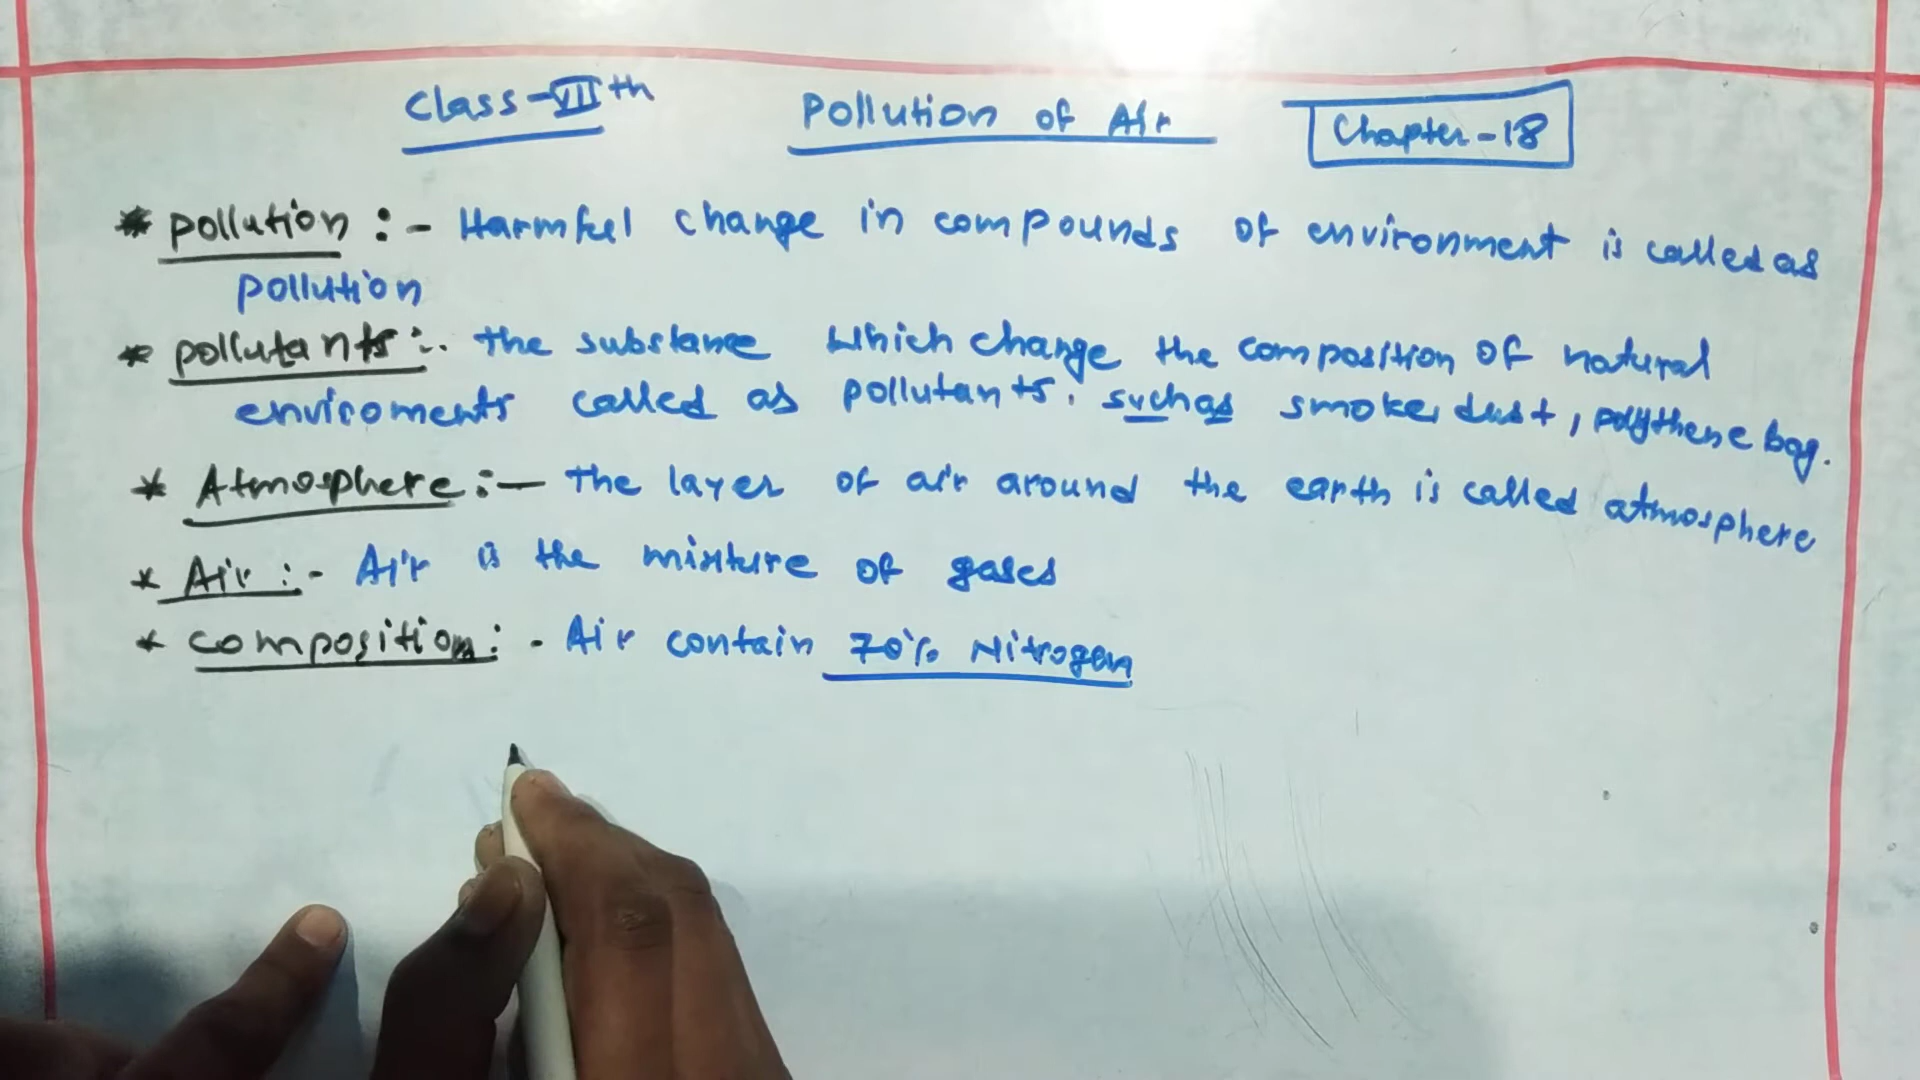 Class-VIIth Pollution of Air Chapter-18
* pollution :- Harmful change in compounds of environment is called as
pollution
* pollutants :- the substance which change the composition of natural
enviroments called as pollutants. such as smoke, dust, polythene bag.
* Atmosphere :- The layer of air around the earth is called atmosphere
* Air :- Air is the mixture of gases
* composition :- Air contain 70% Nitrogen